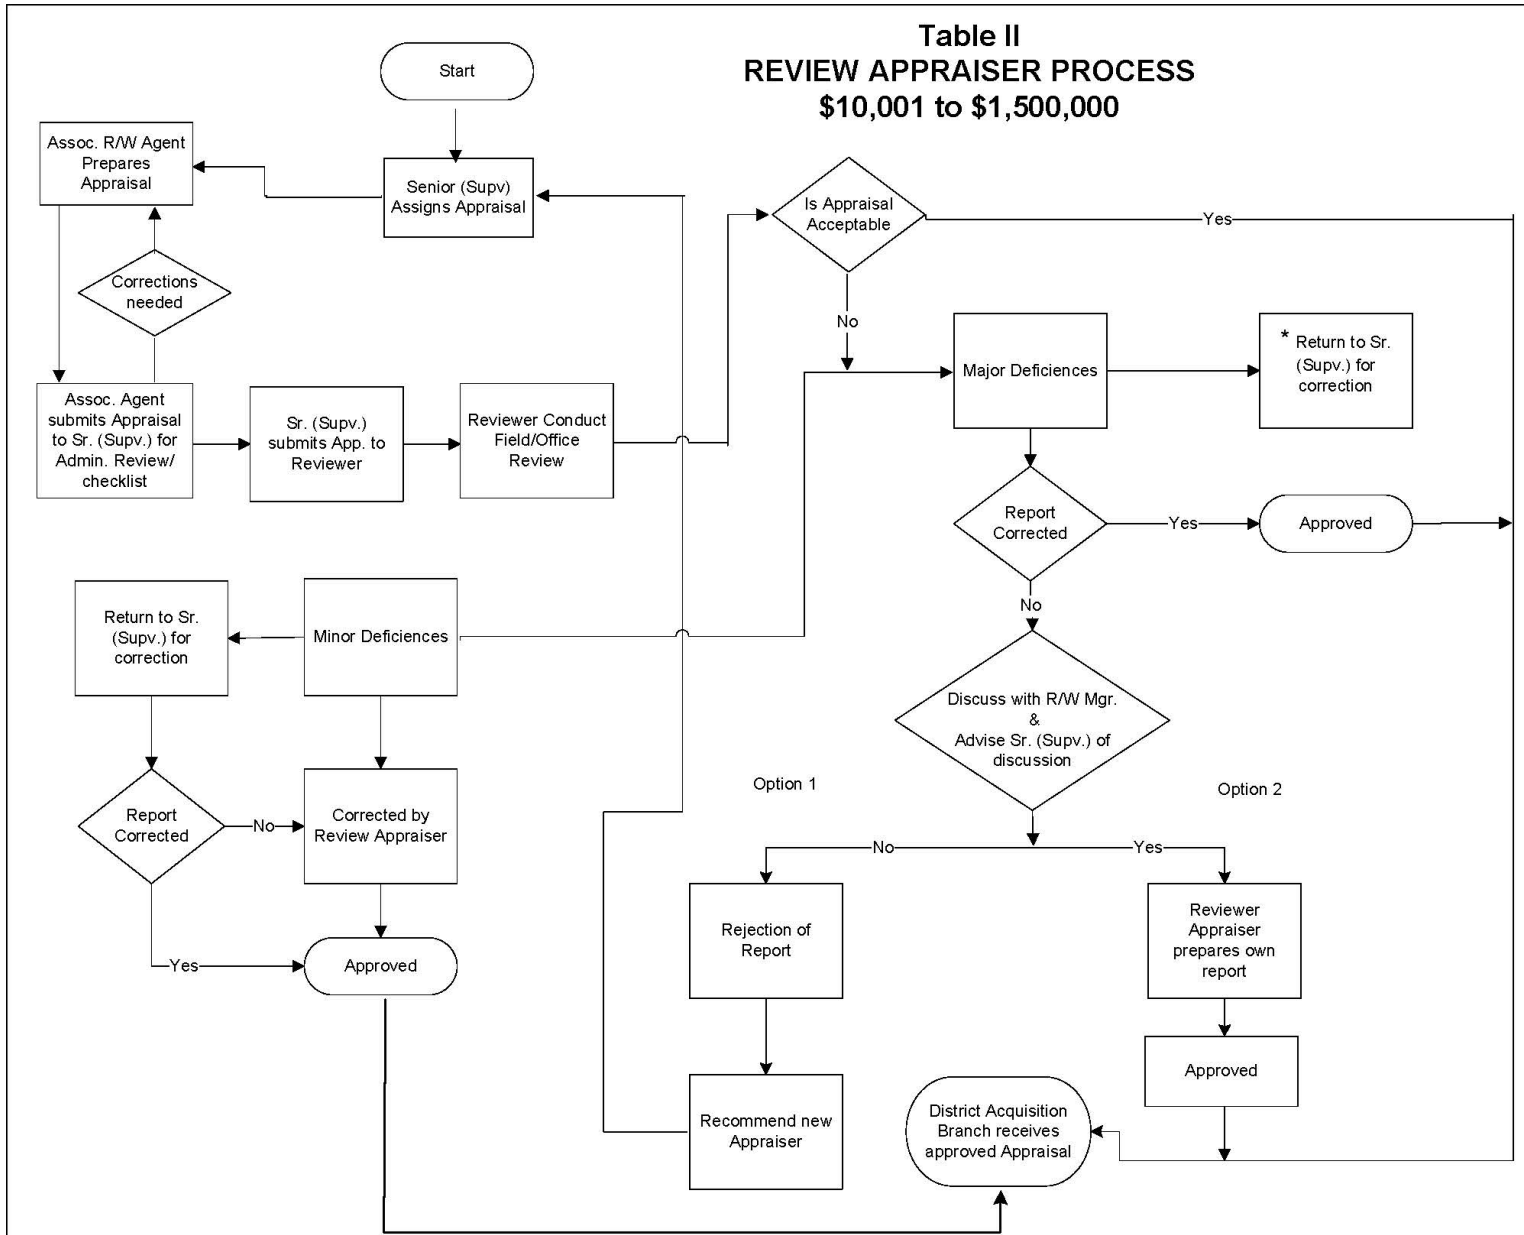 Table II
REVIEW APPRAISER PROCESS
$10,001 to $1,500,000
Start
Assoc. R/W Agent
Prepares
Appraisal
Senior (Supv)
Assigns Appraisal
Is Appraisal
Acceptable
Yes
No
Corrections
needed
Major Deficiences
* Return to Sr.
(Supv.) for
correction
Assoc. Agent
submits Appraisal
to Sr. (Supv.) for
Admin. Review/
checklist
Sr. (Supv.)
submits App. to
Reviewer
Reviewer Conduct
Field/Office
Review
Report
Corrected
Yes
Approved
No
Return to Sr.
(Supv.) for
correction
Minor Deficiences
Discuss with R/W Mgr.
&
Advise Sr. (Supv.) of
discussion
Option 1
Option 2
Report
Corrected
No
Corrected by
Review Appraiser
No
Yes
Rejection of
Report
Reviewer
Appraiser
prepares own
report
Yes
Approved
Approved
Recommend new
Appraiser
District Acquisition
Branch receives
approved Appraisal